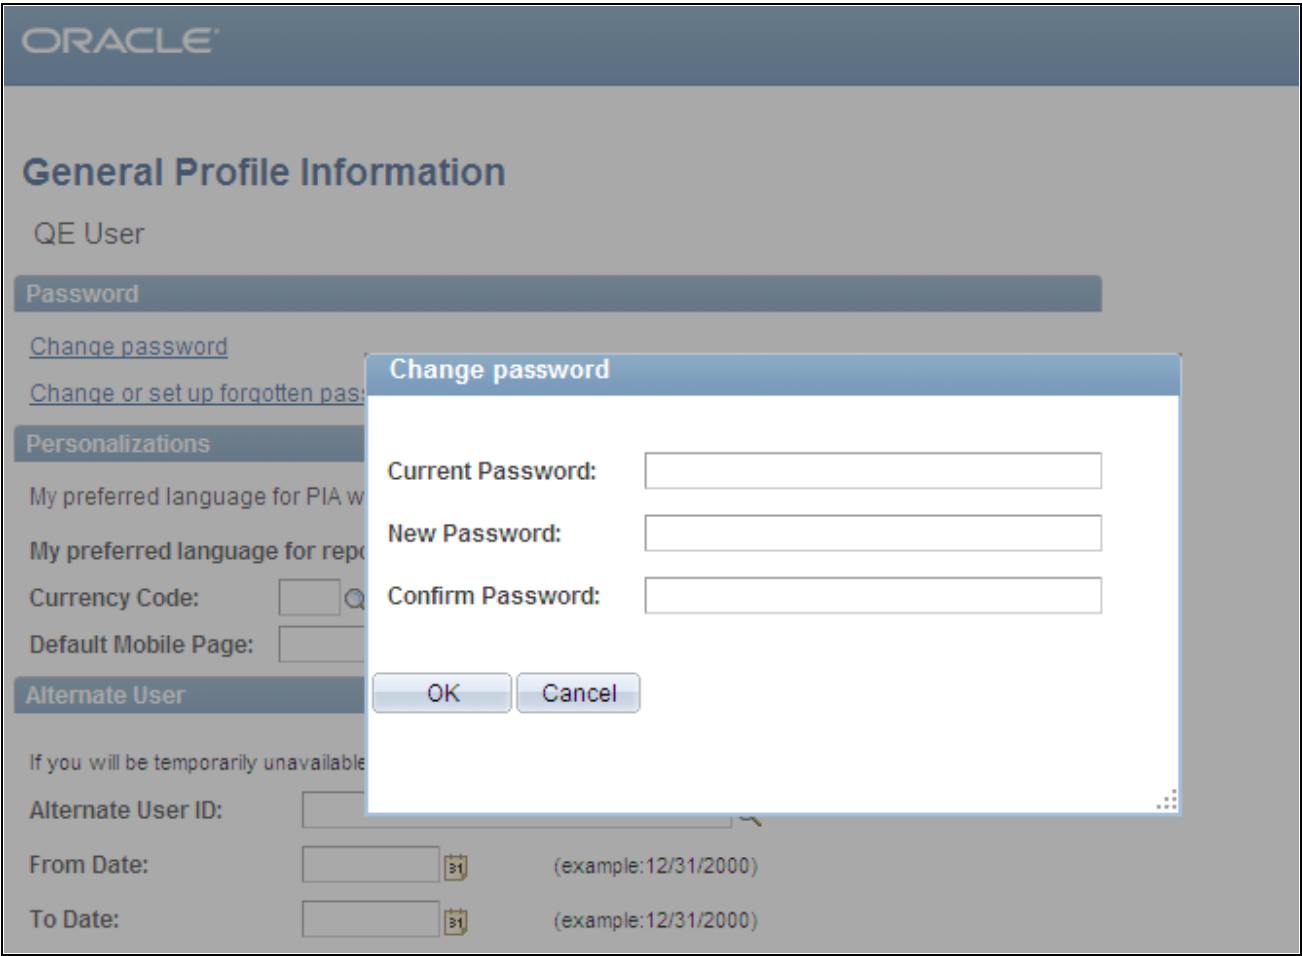 ORACLE
General Profile Information
QE User
Password
Change password
Change or set up forgotten pas
Change password
Personalizations
Current Password:
My preferred language for PIA w
New Password:
My preferred language for repo
Currency Code:
Confirm Password:
Default Mobile Page:
Alternate User
OK Cancel
If you will be temporarily unavailable
Alternate User ID:
From Date: 31 (example:12/31/2000)
To Date: 31 (example:12/31/2000)